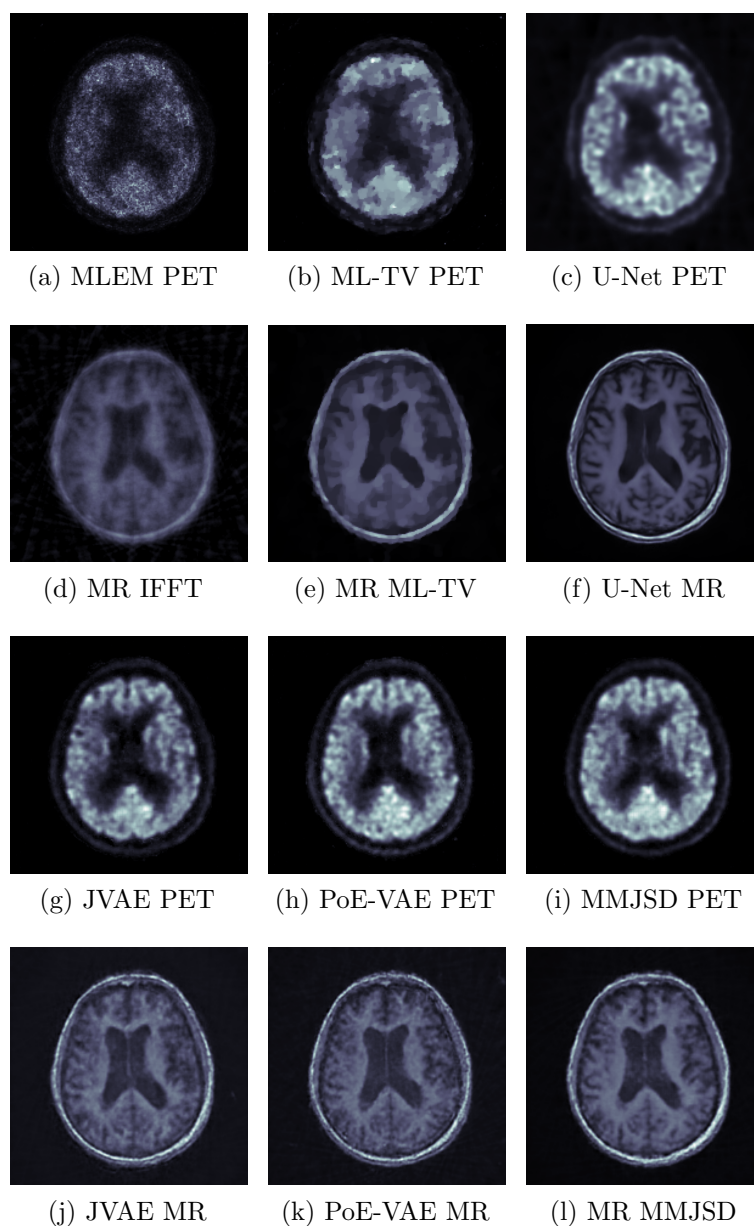 (a) MLEM PET (b) ML-TV PET (c) U-Net PET
(d) MR IFFT (e) MR ML-TV (f) U-Net MR
(g) JVAE PET (h) PoE-VAE PET (i) MMJSD PET
(j) JVAE MR (k) PoE-VAE MR (l) MR MMJSD